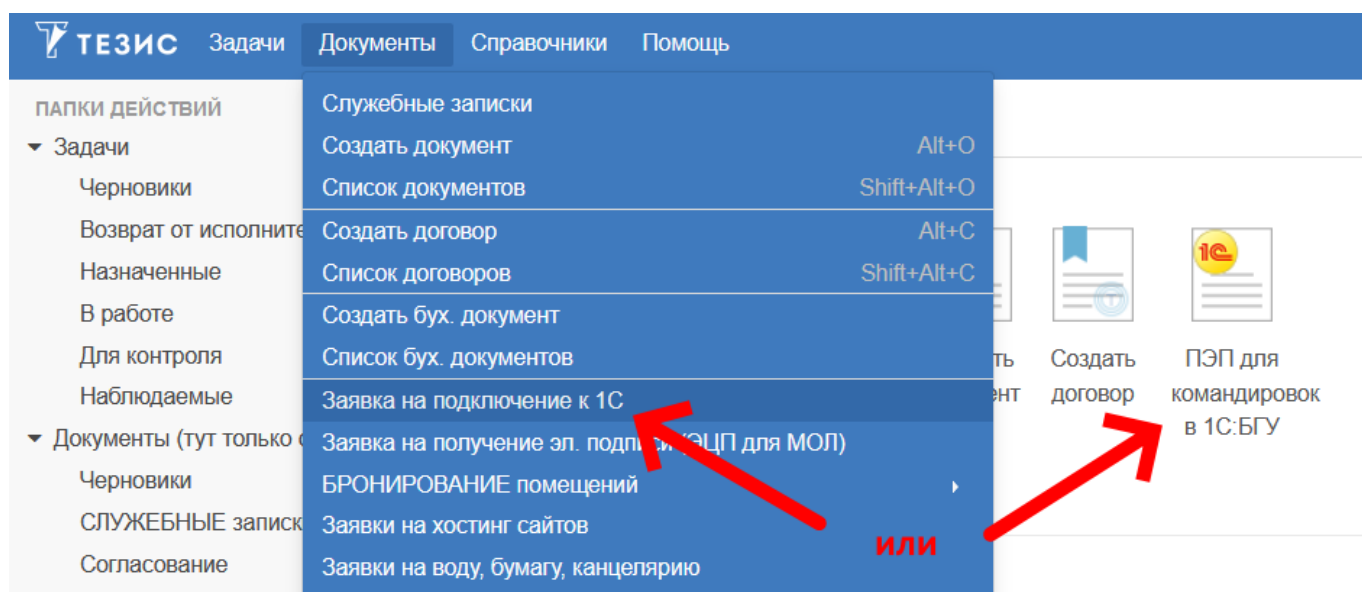 ТЕЗИС Задачи Документы Справочники Помощь
ПАПКИ ДЕЙСТВИЙ
Задачи
Черновики
Возврат от исполните
Назначенные
В работе
Для контроля
Наблюдаемые
Документы (тут только
Черновики
СЛУЖЕБНЫЕ записк
Согласование
Служебные записки
Создать документ Alt+O
Список документов Shift+Alt+O
Создать договор Alt+C
Список договоров Shift+Alt+C
Создать бух. документ
Список бух. документов
Заявка на подключение к 1С
Заявка на получение эл. подписи (ЭЦП для МОЛ)
БРОНИРОВАНИЕ помещений
Заявки на хостинг сайтов
Заявки на воду, бумагу, канцелярию
или
ть
ент
Создать
договор
1С
ПЭП для
командировок
в 1С:БГУ